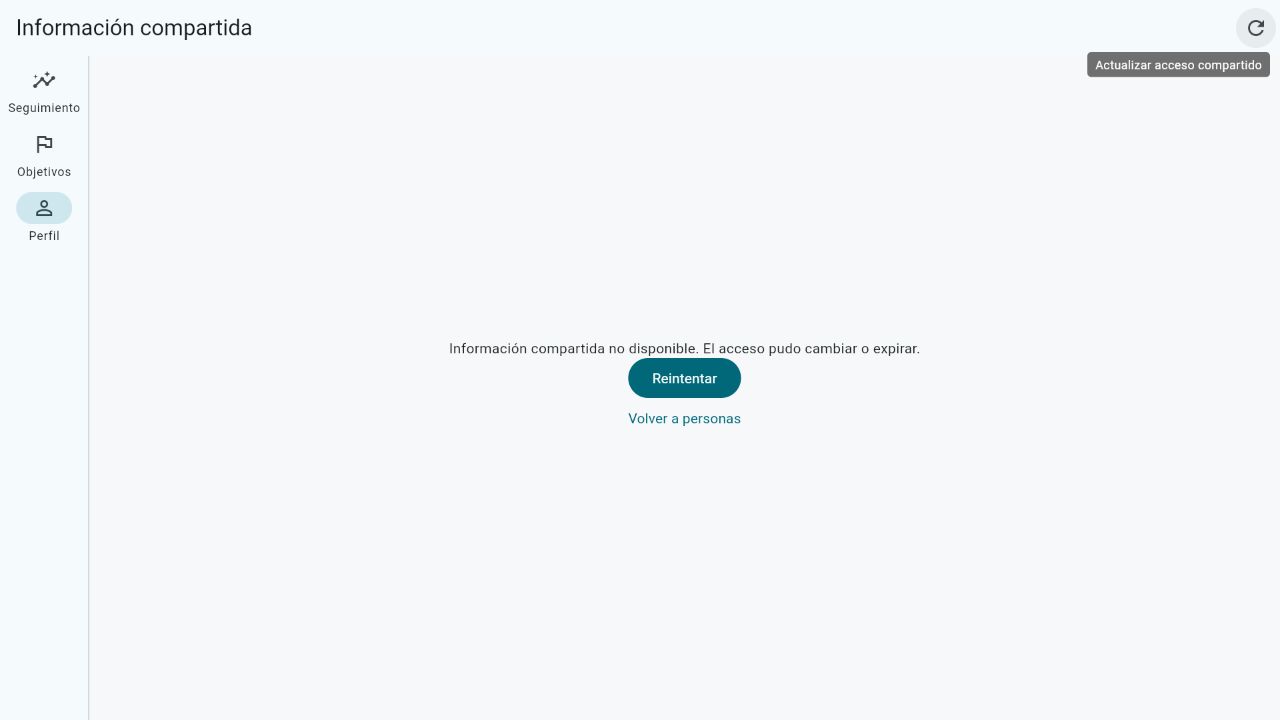 Información compartida
Actualizar acceso compartido
Seguimiento
Objetivos
Perfil
Información compartida no disponible. El acceso pudo cambiar o expirar.
Reintentar
Volver a personas